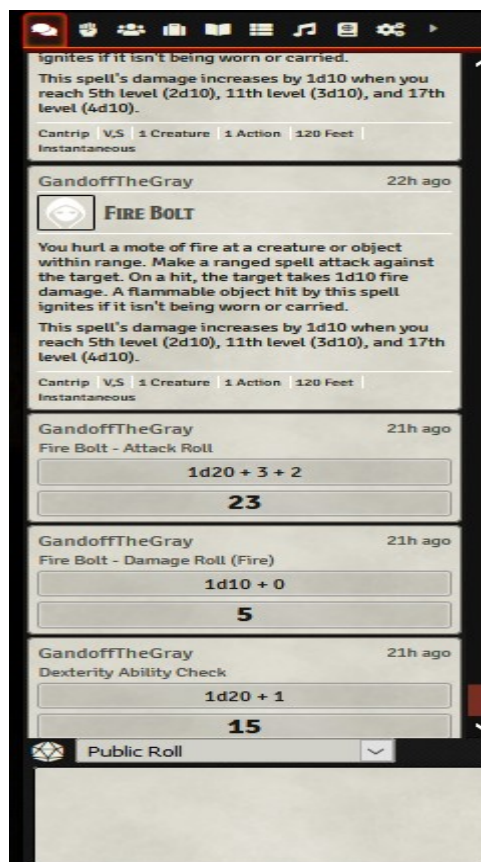 ignites if it isn't being worn or carried.
This spell's damage increases by 1d10 when you
reach 5th level (2d10), 11th level (3d10), and 17th
level (4d10).
Cantrip V,S 1 Creature 1 Action 120 Feet
Instantaneous
GandoffTheGray 22h ago
FIRE BOLT
You hurl a mote of fire at a creature or object
within range. Make a ranged spell attack against
the target. On a hit, the target takes 1d10 fire
damage. A flammable object hit by this spell
ignites if it isn't being worn or carried.
This spell's damage increases by 1d10 when you
reach 5th level (2d10), 11th level (3d10), and 17th
level (4d10).
Cantrip V,S 1 Creature 1 Action 120 Feet
Instantaneous
GandoffTheGray 21h ago
Fire Bolt - Attack Roll
1d20 + 3 + 2
23
GandoffTheGray 21h ago
Fire Bolt - Damage Roll (Fire)
1d10 + 0
5
GandoffTheGray 21h ago
Dexterity Ability Check
1d20 + 1
15
Public Roll